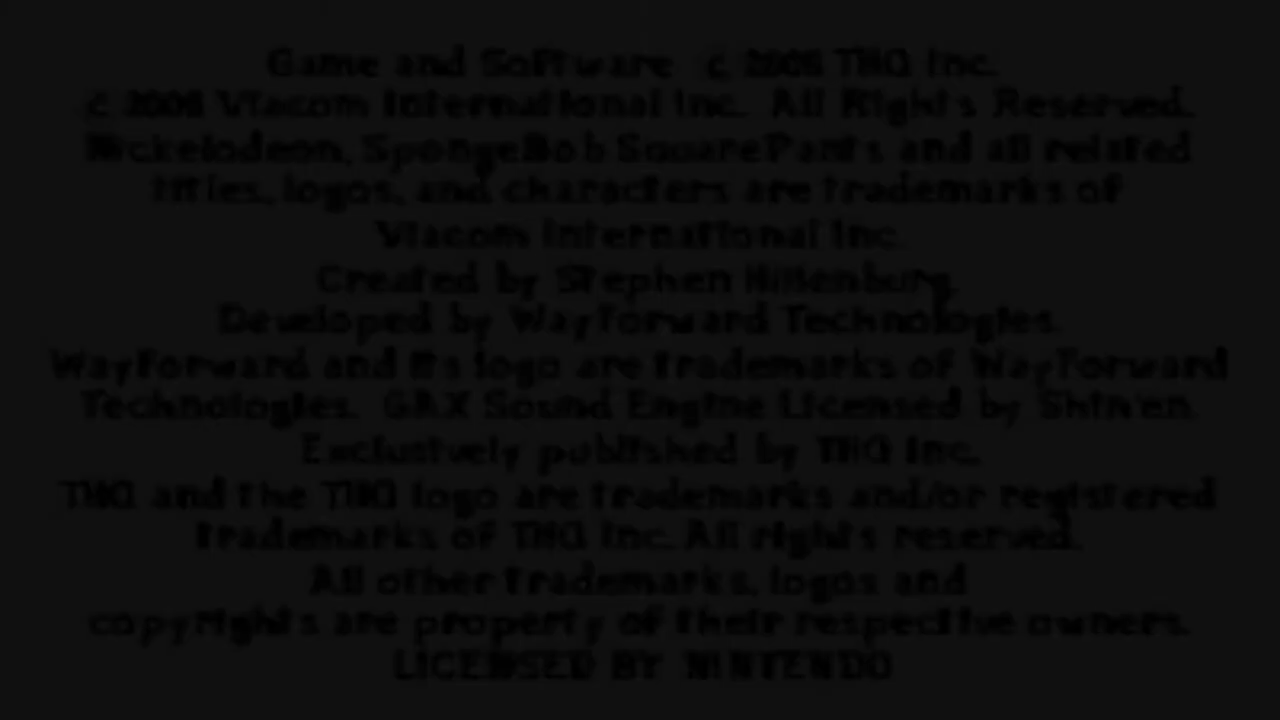 Game and Software © 2006 THQ Inc.
© 2006 Viacom International Inc. All Rights Reserved.
Nickelodeon, SpongeBob SquarePants and all related
titles, logos, and characters are trademarks of
Viacom International Inc.
Created by Stephen Hillenburg.
Developed by WayForward Technologies.
WayForward and its logo are trademarks of WayForward
Technologies. GAX Sound Engine Licensed by Shin'en.
Exclusively published by THQ Inc.
THQ and the THQ logo are trademarks and/or registered
trademarks of THQ Inc. All rights reserved.
All other trademarks, logos and
copyrights are property of their respective owners.
LICENSED BY NINTENDO